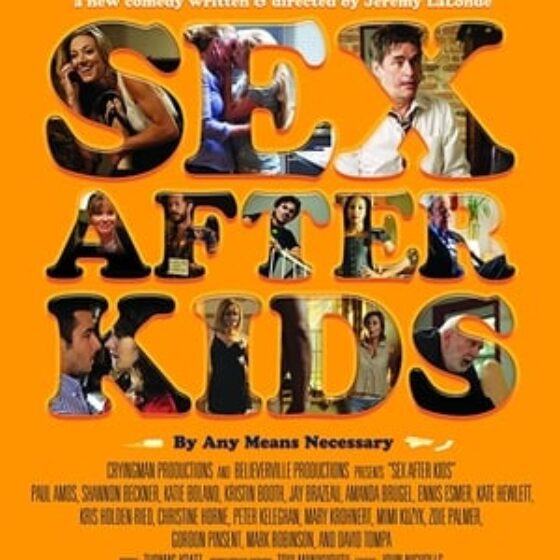 a new comedy written & directed by Jeremy LaLonde
SEX
AFTER
KIDS
By Any Means Necessary
CRYINGMAN PRODUCTIONS AND BELIEVERVILLE PRODUCTIONS PRESENTS "SEX AFTER KIDS"
PAUL AMOS, SHANNON BECKNER, KATIE BOLAND, KRISTIN BOOTH, JAY BRAZEAU, AMANDA BRUGEL, ENNIS ESMER, KATE HEWLETT,
KRIS HOLDEN-RIED, CHRISTINE HORNE, PETER KELEGHAN, MARY KROHNERT, MIMI KUZYK, ZOIE PALMER,
GORDON PINSENT, MARK ROBINSON, AND DAVID TOMPA